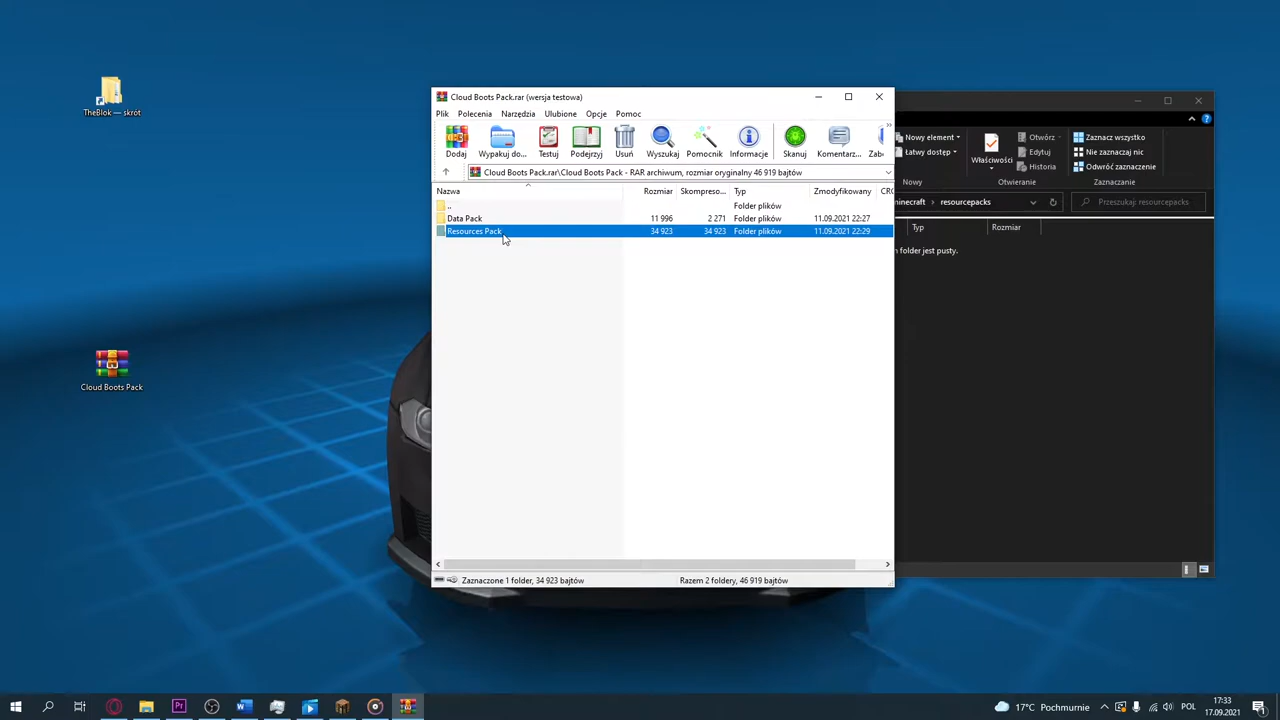 TheBlok — skrót
Cloud Boots Pack
Cloud Boots Pack.rar (wersja testowa)
Plik Polecenia Narzędzia Ulubione Opcje Pomoc
Dodaj Wypakuj do... Testuj Podejrzyj Usuń Wyszukaj Pomocnik Informacje Skanuj Komentarz...
Cloud Boots Pack.rar\Cloud Boots Pack - RAR archiwum, rozmiar oryginalny 46 919 bajtów
Nazwa Rozmiar Skompreso... Typ Zmodyfikowany CRC
.. Folder plików
Data Pack 11 996 2 271 Folder plików 11.09.2021 22:27
Resources Pack 34 923 34 923 Folder plików 11.09.2021 22:29
Zaznaczone 1 folder, 34 923 bajtów Razem 2 foldery, 46 919 bajtów
Nowy element
Łatwy dostęp
Nowy
Właściwości
Otwórz
Edytuj
Historia
Otwieranie
Zaznacz wszystko
Nie zaznaczaj nic
Odwróć zaznaczenie
Zaznaczanie
resourcepacks
Przeszukaj: resourcepacks
Typ Rozmiar
folder jest pusty.
17°C Pochmurnie
POL
17:33
17.09.2021